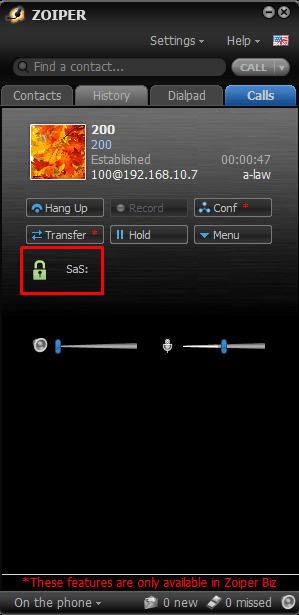 ZOIPER
Settings Help
Find a contact... CALL
Contacts History Dialpad Calls
200
200
Established 00:00:47
100@192.168.10.7 a-law
Hang Up Record Conf *
Transfer * Hold Menu
SaS:
*These features are only available in Zoiper Biz
On the phone 0 new 0 missed